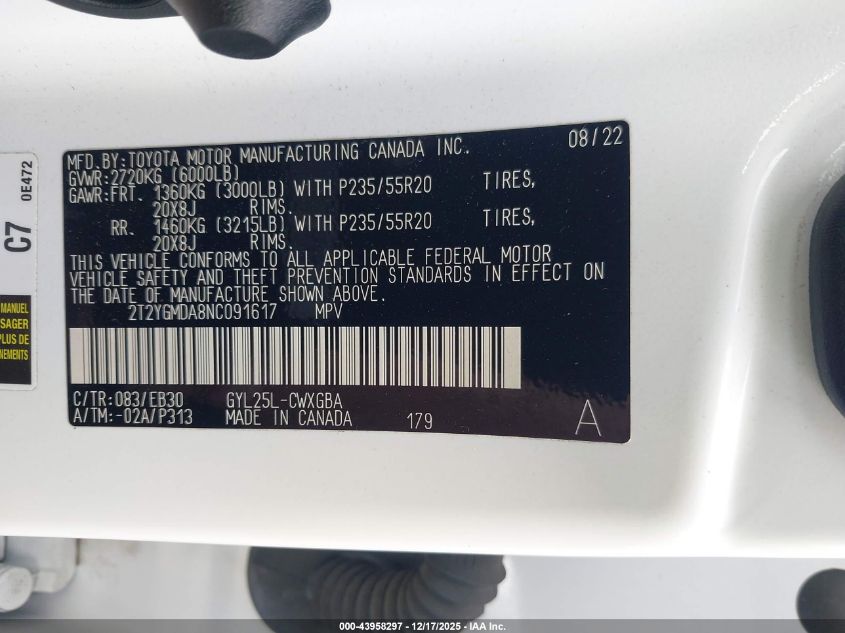 MFD.BY:TOYOTA MOTOR MANUFACTURING CANADA INC. 08/22
GVWR:2720KG (6000LB)
GAWR:FRT. 1360KG (3000LB) WITH P235/55R20 TIRES,
20X8J RIMS.
RR. 1460KG (3215LB) WITH P235/55R20 TIRES,
20X8J RIMS.
THIS VEHICLE CONFORMS TO ALL APPLICABLE FEDERAL MOTOR
VEHICLE SAFETY AND THEFT PREVENTION STANDARDS IN EFFECT ON
THE DATE OF MANUFACTURE SHOWN ABOVE.
2T2YGMDA8NC091617 MPV
C/TR:083/EB30 GYL25L-CWXGBA
A/TM:-02A/P313 MADE IN CANADA 179 A
C7 0E472
MANUEL
SAGER
PLUS DE
000-43958297 - 12/17/2025 - IAA Inc.